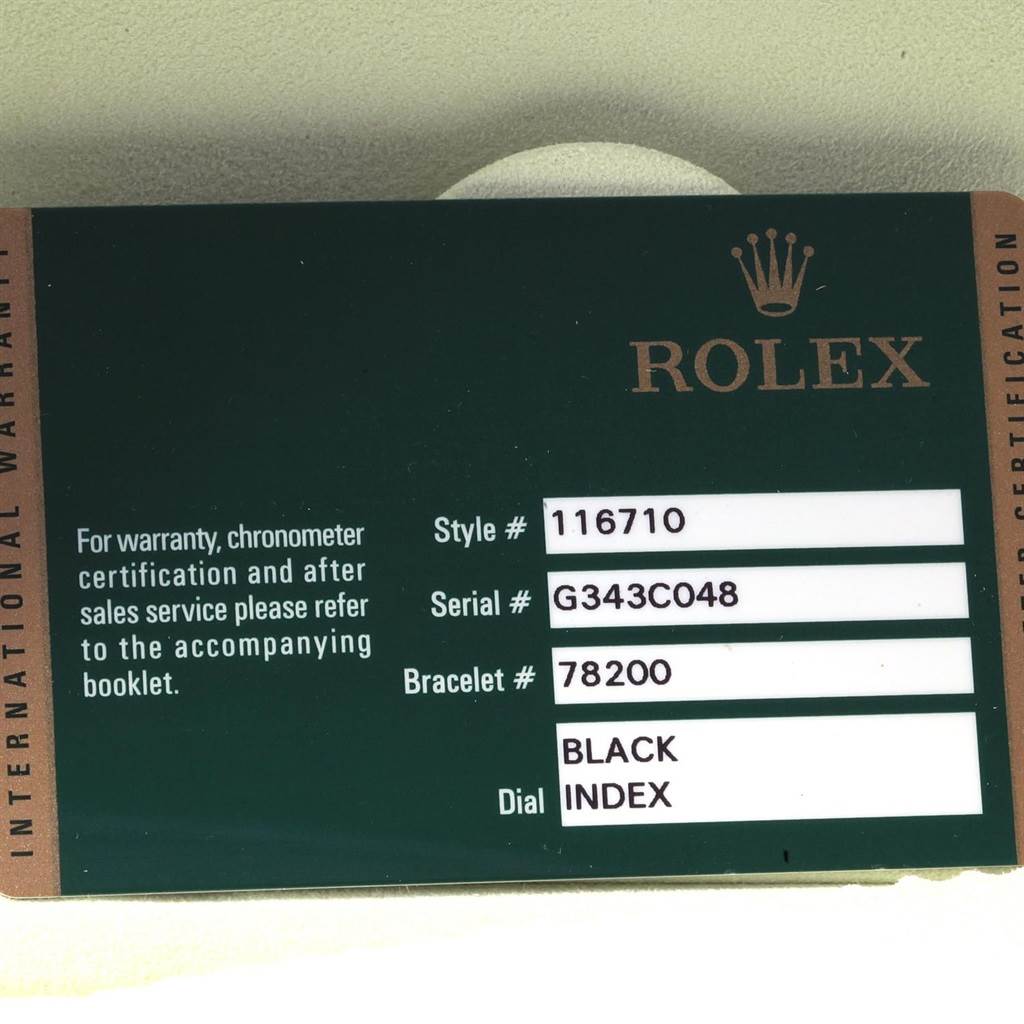 ROLEX
For warranty, chronometer
certification and after
sales service please refer
to the accompanying
booklet.
Style # 116710
Serial # G343C048
Bracelet # 78200
Dial BLACK
INDEX
INTERNATIONAL WARRANTY
CERTIFICATION